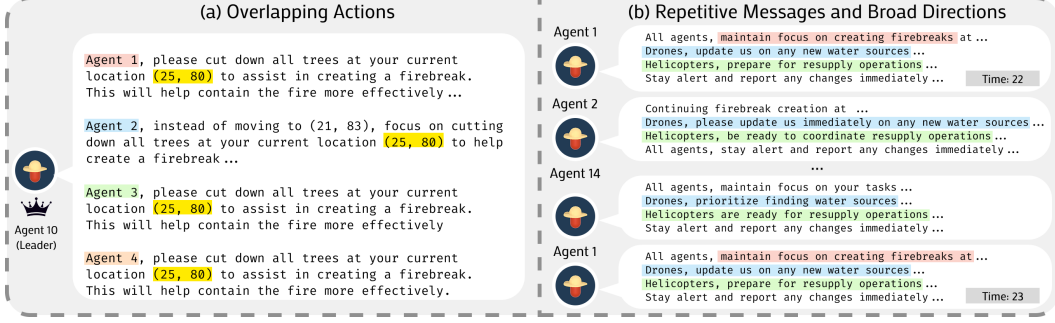 (a) Overlapping Actions
Agent 1, please cut down all trees at your current
location (25, 80) to assist in creating a firebreak.
This will help contain the fire more effectively ...
Agent 2, instead of moving to (21, 83), focus on cutting
down all trees at your current location (25, 80) to help
create a firebreak ...
Agent 3, please cut down all trees at your current
location (25, 80) to assist in creating a firebreak.
This will help contain the fire more effectively
Agent 4, please cut down all trees at your current
location (25, 80) to assist in creating a firebreak.
This will help contain the fire more effectively.
Agent 10
(Leader)
(b) Repetitive Messages and Broad Directions
Agent 1
All agents, maintain focus on creating firebreaks at ...
Drones, update us on any new water sources ...
Helicopters, prepare for resupply operations ...
Stay alert and report any changes immediately ...
Time: 22
Agent 2
Continuing firebreak creation at ...
Drones, please update us immediately on any new water sources ...
Helicopters, be ready to coordinate resupply operations ...
All agents, stay alert and report any changes immediately ...
...
Agent 14
All agents, maintain focus on your tasks ...
Drones, prioritize finding water sources ...
Helicopters are ready for resupply operations ...
Stay alert and report any changes immediately ...
Agent 1
All agents, maintain focus on creating firebreaks at ...
Drones, update us on any new water sources ...
Helicopters, prepare for resupply operations ...
Stay alert and report any changes immediately ...
Time: 23